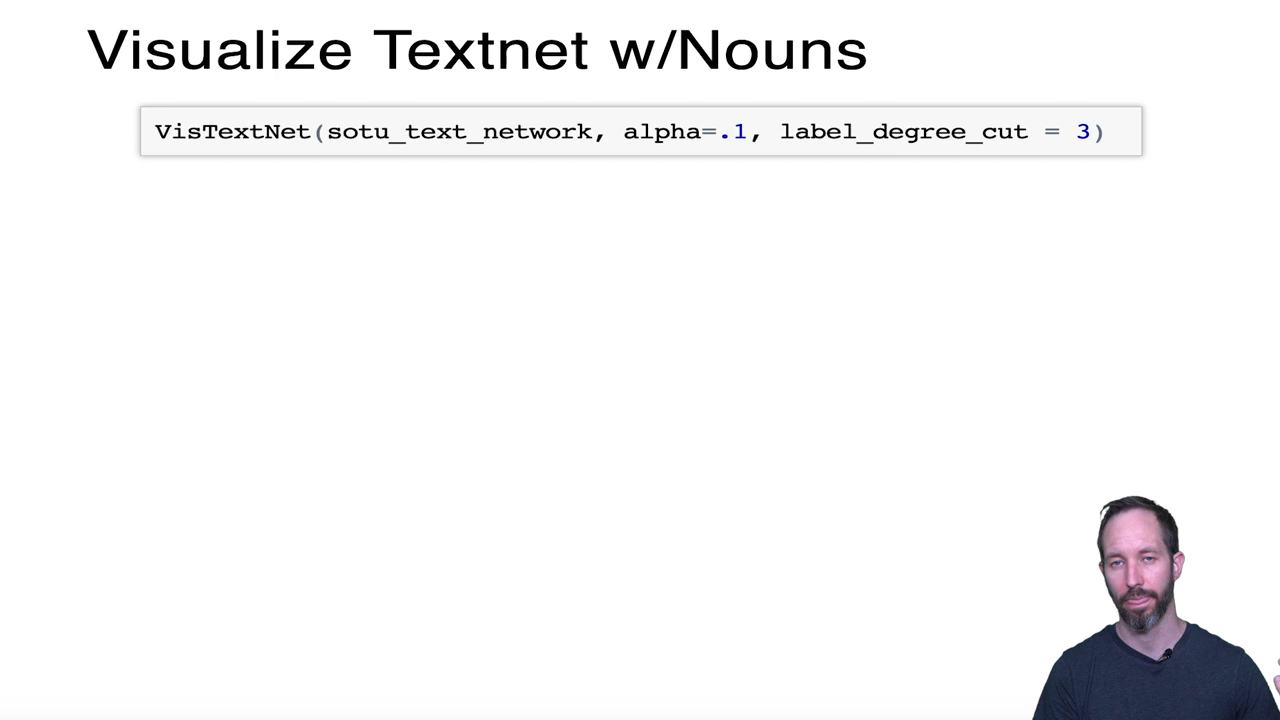 Visualize Textnet w/Nouns
VisTextNet(sotu_text_network, alpha=.1, label_degree_cut = 3)